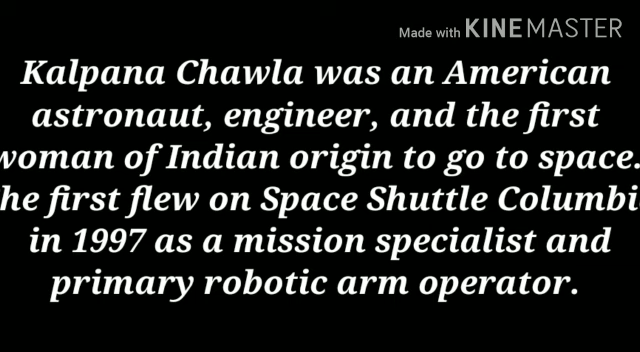 Made with KINEMASTER
Kalpana Chawla was an American
astronaut, engineer, and the first
woman of Indian origin to go to space.
he first flew on Space Shuttle Columbi
in 1997 as a mission specialist and
primary robotic arm operator.